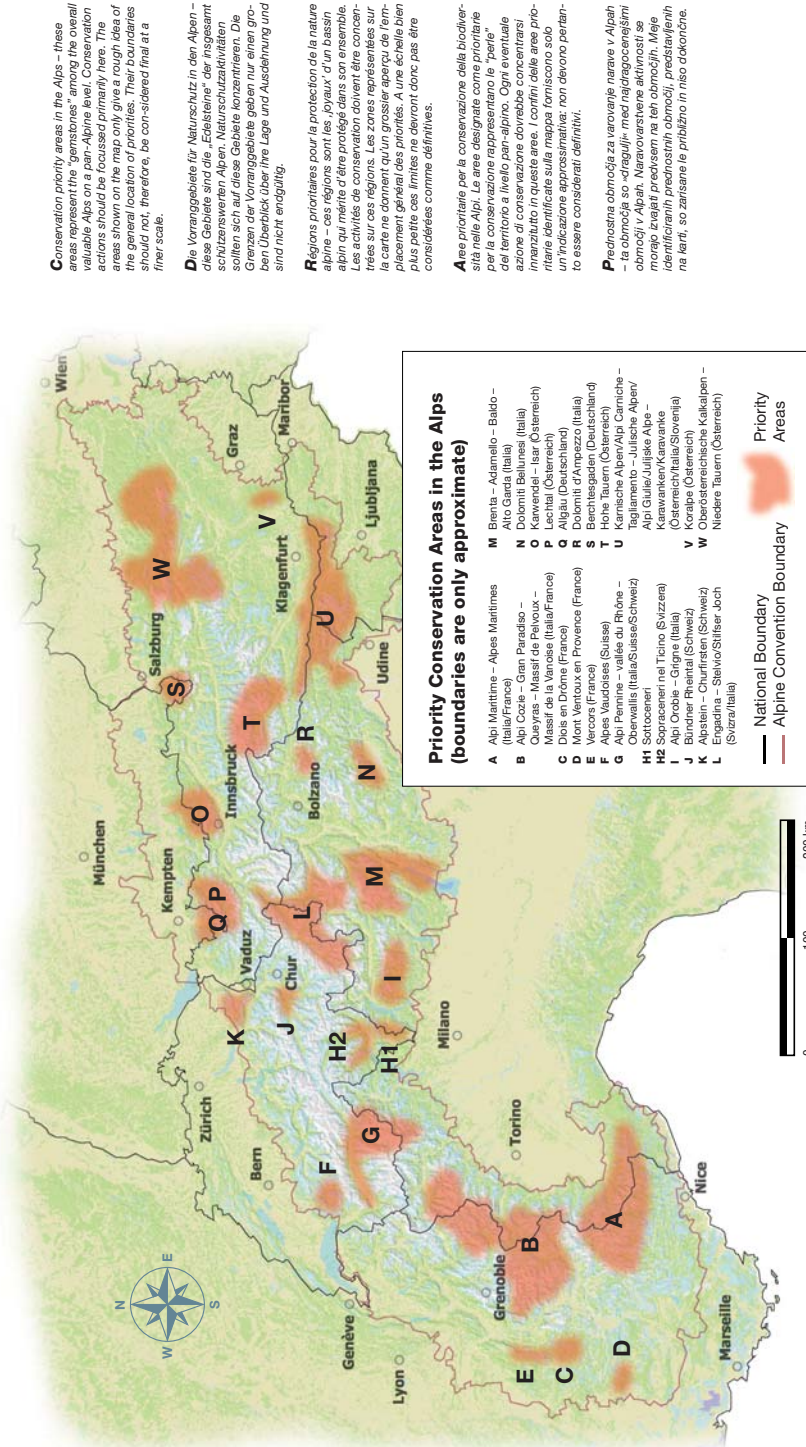 Conservation priority areas in the Alps – these
areas represent the "gemstones" among the overall
valuable Alps on a pan-Alpine level. Conservation
actions should be focussed primarily here. The
areas shown on the map only give a rough idea of
the general location of priorities. Their boundaries
should not, therefore, be con-sidered final at a
finer scale.
Die Vorranggebiete für Naturschutz in den Alpen –
diese Gebiete sind die „Edelsteine" der insgesamt
schützenswerten Alpen. Naturschutzaktivitäten
sollten sich auf diese Gebiete konzentrieren. Die
Grenzen der Vorranggebiete geben nur einen gro-
ben Überblick über ihre Lage und Ausdehnung und
sind nicht endgültig.
Régions prioritaires pour la protection de la nature
alpine – ces régions sont les ‚joyaux' d'un bassin
alpin qui mérite d'être protégé dans son ensemble.
Les activités de conservation doivent être concen-
trées sur ces régions. Les zones représentées sur
la carte ne donnent qu'un grossier aperçu de l'em-
placement général des priorités. A une échelle bien
plus petite ces limites ne devront donc pas être
considérées comme définitives.
Aree prioritarie per la conservazione della biodiver-
sità nelle Alpi. Le aree designate come prioritarie
per la conservazione rappresentano le "perle"
del territorio a livello pan-alpino. Ogni eventuale
azione di conservazione dovrebbe concentrarsi
innanzitutto in queste aree. I confini delle aree prio-
ritarie identificate sulla mappa forniscono solo
un'indicazione approssimativa: non devono pertan-
to essere considerati definitivi.
Prednostna območja za varovanje narave v Alpah
– ta območja so »dragulji« med najdragocenejšimi
območji v Alpah. Naravovarstvene aktivnosti se
morajo izvajati predvsem na teh območjih. Meje
identificiranih prednostnih območij, predstavljenih
na karti, so zarisane le približno in niso dokončne.
N
E
S
W
Wien
München
Salzburg
Graz
Maribor
Kempten
Zürich
Innsbruck
Klagenfurt
Ljubljana
Vaduz
Bern
Chur
Bolzano
Udine
Genève
Lyon
Milano
Grenoble
Torino
Nice
Marseille
W
V
S
U
T
O
R
Q P
N
K
L
M
J
H2
I
H1
F
G
B
A
E
C
D
0
100
Priority Conservation Areas in the Alps
(boundaries are only approximate)
A Alpi Marittime – Alpes Maritimes
(Italia/France)
B Alpi Cozie – Gran Paradiso –
Queyras – Massif de Pelvoux –
Massif de la Vanoise (Italia/France)
C Diois en Drôme (France)
D Mont Ventoux en Provence (France)
E Vercors (France)
F Alpes Vaudoises (Suisse)
G Alpi Pennine – vallée du Rhône –
Oberwallis (Italia/Suisse/Schweiz)
H1 Sottoceneri
H2 Sopraceneri nel Ticino (Svizzera)
I Alpi Orobie – Grigne (Italia)
J Bündner Rheintal (Schweiz)
K Alpstein – Churfirsten (Schweiz)
L Engadina – Stelvio/Stilfser Joch
(Svizra/Italia)
M Brenta – Adamello – Baldo –
Alto Garda (Italia)
N Dolomiti Bellunesi (Italia)
O Karwendel – Isar (Österreich)
P Lechtal (Österreich)
Q Allgäu (Deutschland)
R Dolomiti d'Ampezzo (Italia)
S Berchtesgaden (Deutschland)
T Hohe Tauern (Österreich)
U Karnische Alpen/Alpi Carniche –
Tagliamento – Julische Alpen/
Alpi Giulie/Julijske Alpe –
Karawanken/Karavanke
(Österreich/Italia/Slovenija)
V Koralpe (Österreich)
W Oberösterreichische Kalkalpen –
Niedere Tauern (Österreich)
National Boundary
Alpine Convention Boundary
Priority
Areas